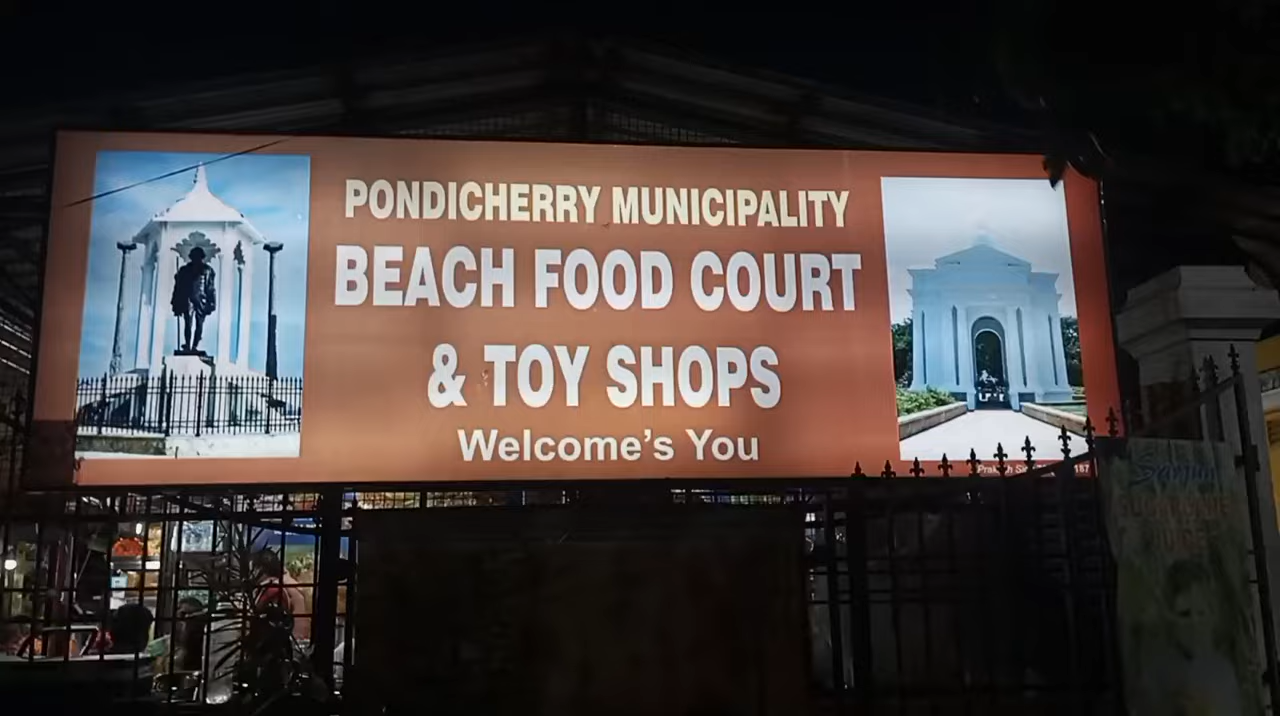 PONDICHERRY MUNICIPALITY
BEACH FOOD COURT
& TOY SHOPS
Welcome's You